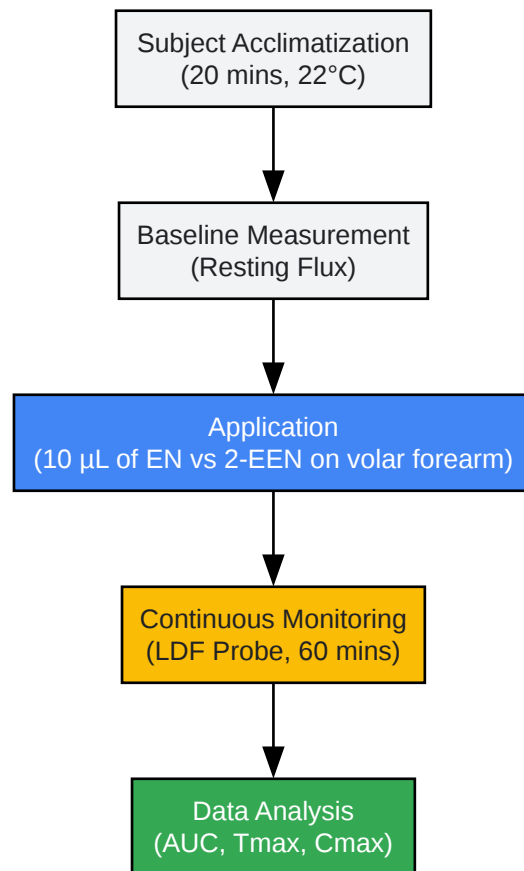 Subject Acclimatization
(20 mins, 22°C)
Baseline Measurement
(Resting Flux)
Application
(10 µL of EN vs 2-EEN on volar forearm)
Continuous Monitoring
(LDF Probe, 60 mins)
Data Analysis
(AUC, Tmax, Cmax)